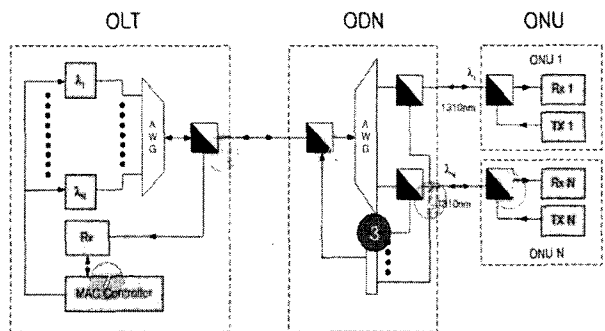 OLT
ODN
ONU
ONU 1
λ1
AWG
AWG
λ1
1310nm
Rx 1
TX 1
λN
λN
1310nm
Rx N
TX N
ONU N
Rx
3
MAC Controller